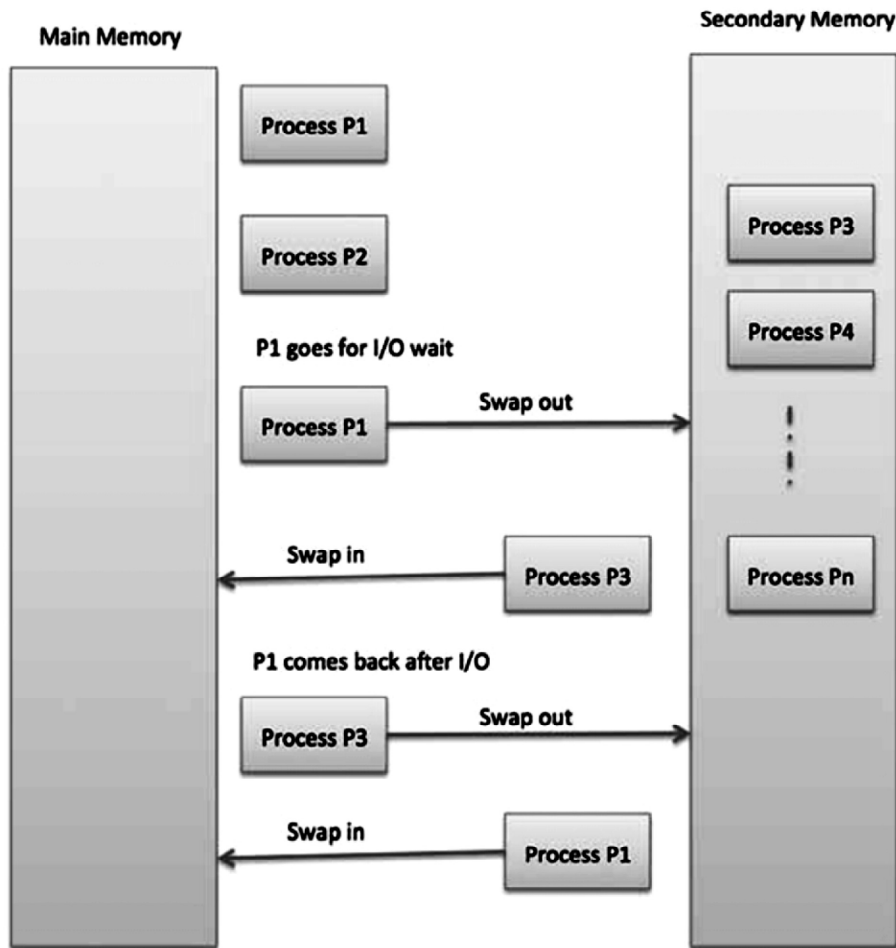 Main Memory
Secondary Memory
Process P1
Process P3
Process P2
Process P4
P1 goes for I/O wait
Process P1
Swap out
Swap in
Process P3
Process Pn
P1 comes back after I/O
Process P3
Swap out
Swap in
Process P1